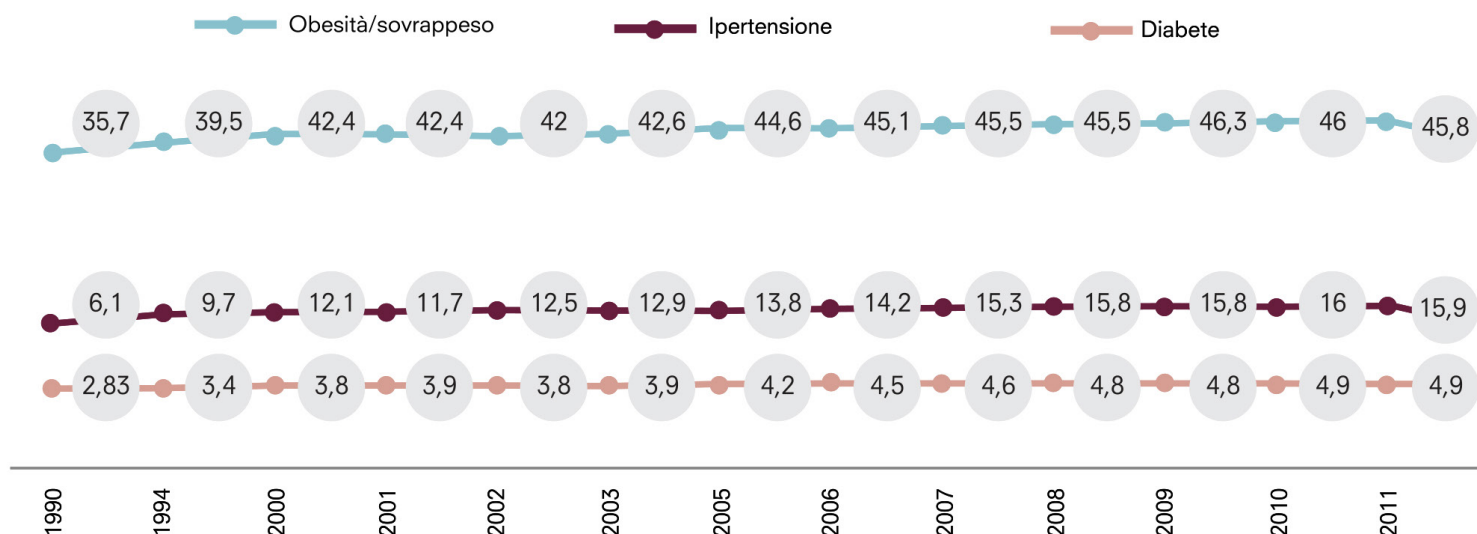 Obesità/sovrappeso Ipertensione Diabete
35,7 39,5 42,4 42,4 42 42,6 44,6 45,1 45,5 45,5 46,3 46 45,8
6,1 9,7 12,1 11,7 12,5 12,9 13,8 14,2 15,3 15,8 15,8 16 15,9
2,83 3,4 3,8 3,9 3,8 3,9 4,2 4,5 4,6 4,8 4,8 4,9 4,9
1990 1994 2000 2001 2002 2003 2005 2006 2007 2008 2009 2010 2011